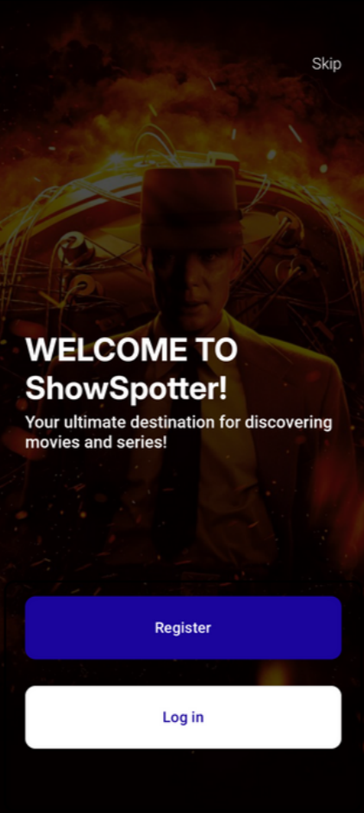 Skip
WELCOME TO
ShowSpotter!
Your ultimate destination for discovering
movies and series!
Register
Log in